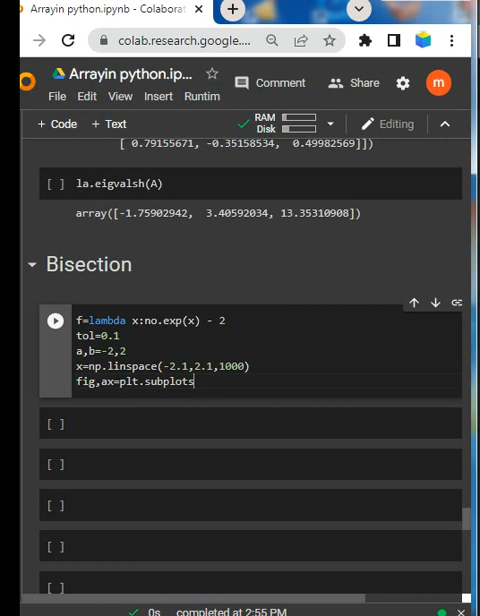 Arrayin python.ipynb - Colaborat
colab.research.google....
Arrayin python.ip...
Comment
Share
m
File Edit View Insert Runtim
+ Code + Text
RAM
Disk
Editing
[ 0.79155671, -0.35158534, 0.49982569]])
[ ] la.eigvalsh(A)
array([-1.75902942, 3.40592034, 13.35310908])
Bisection
f=lambda x:no.exp(x) - 2
tol=0.1
a,b=-2,2
x=np.linspace(-2.1,2.1,1000)
fig,ax=plt.subplots
[ ]
[ ]
[ ]
[ ]
[ ]
0s completed at 2:55 PM